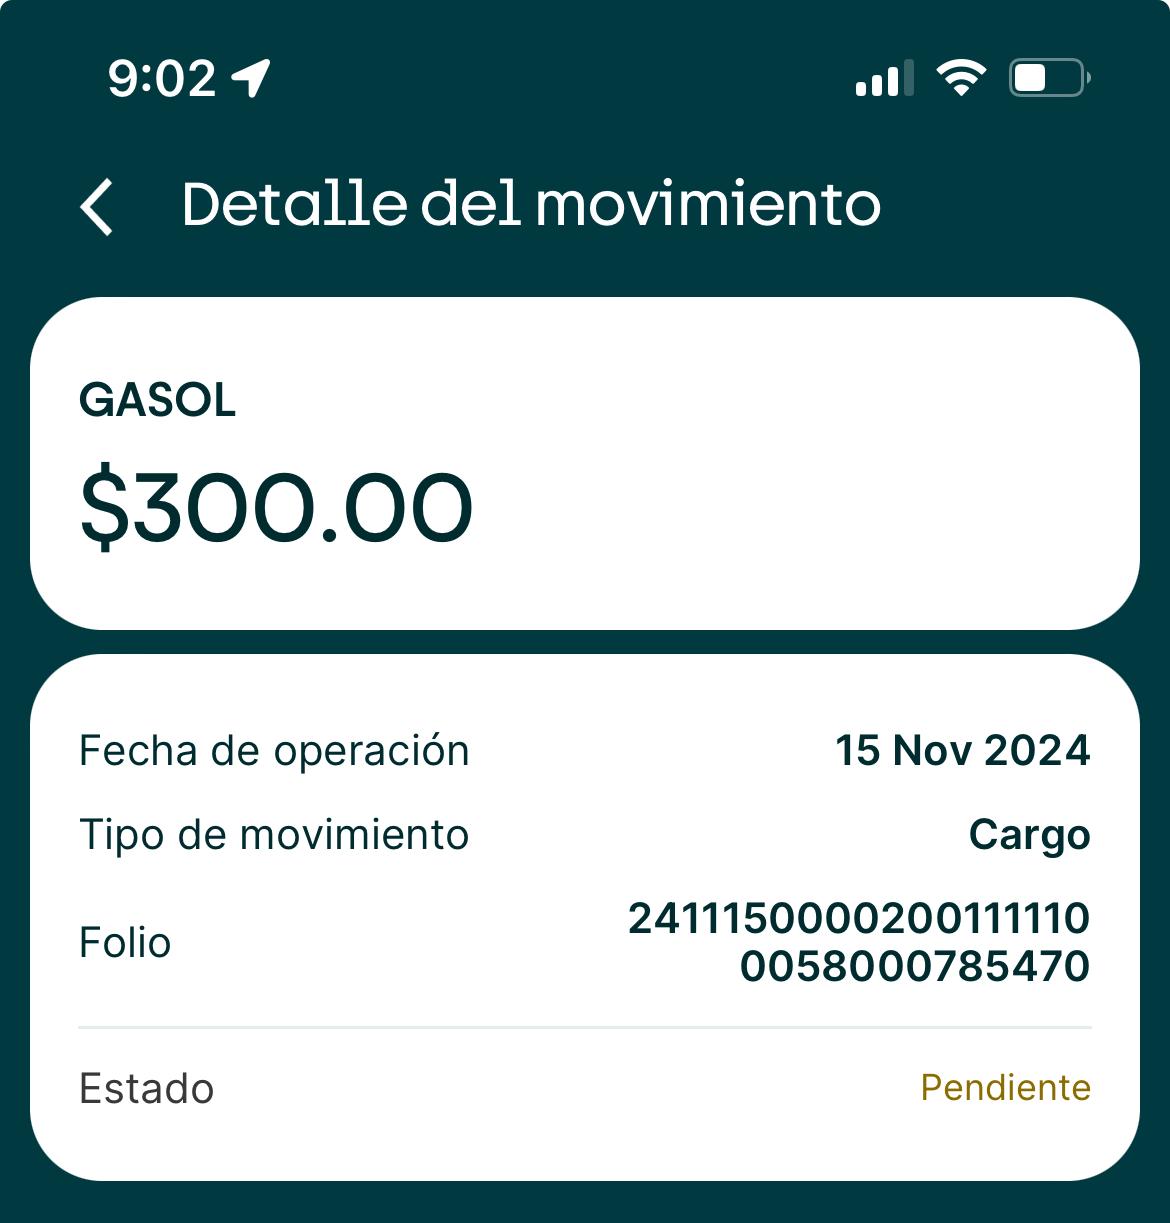 9:02
Detalle del movimiento
GASOL
$300.00
Fecha de operación 15 Nov 2024
Tipo de movimiento Cargo
Folio 2411150000200111110
0058000785470
Estado Pendiente